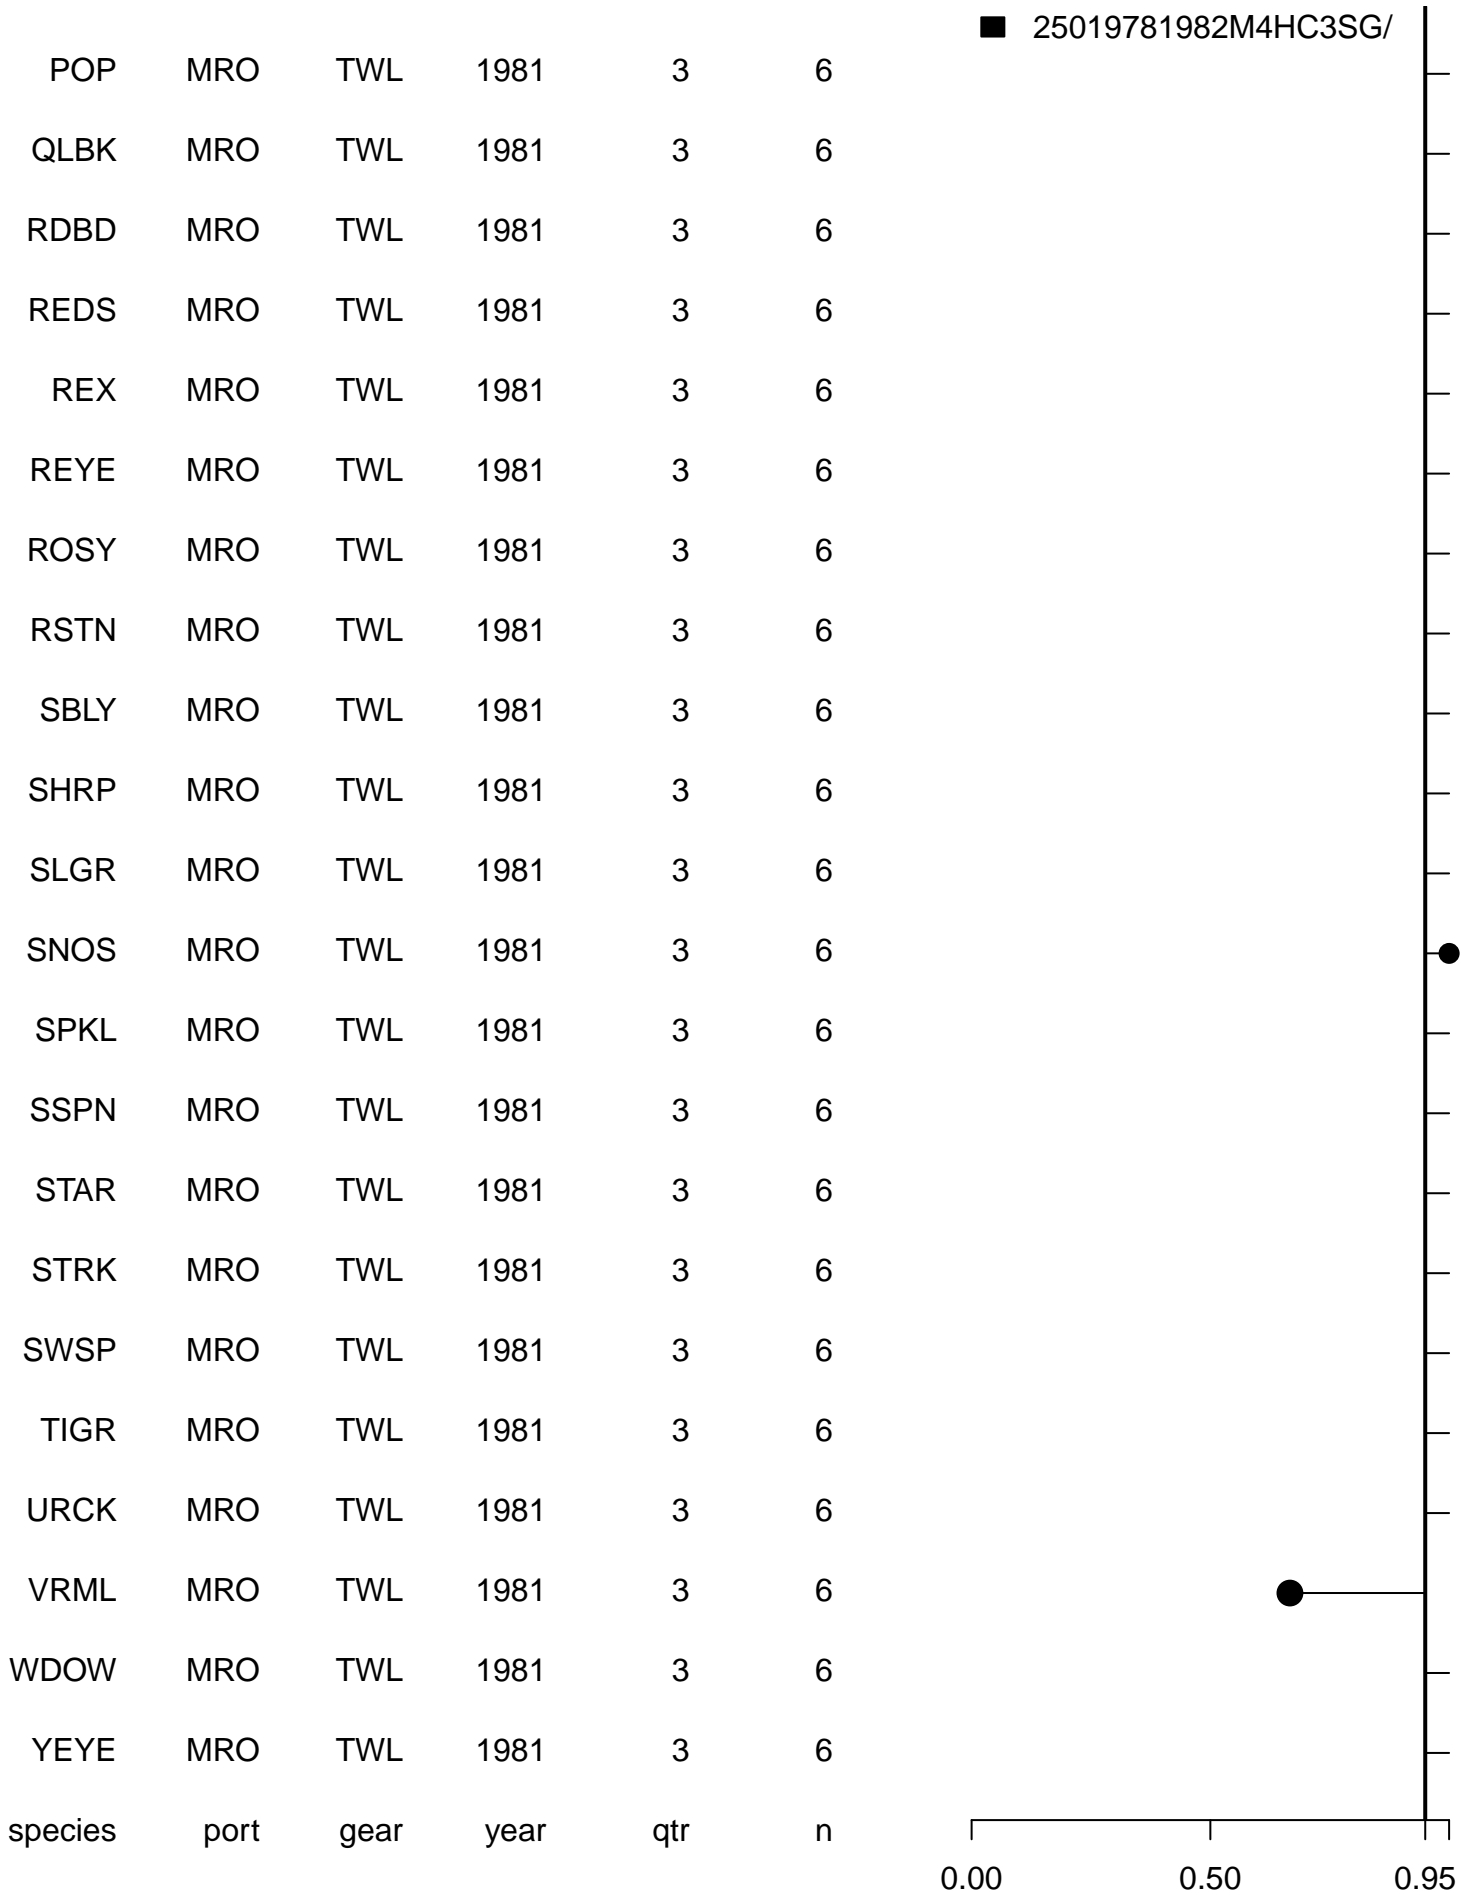 25019781982M4HC3SG/
POP MRO TWL 1981 3 6
QLBK MRO TWL 1981 3 6
RDBD MRO TWL 1981 3 6
REDS MRO TWL 1981 3 6
REX MRO TWL 1981 3 6
REYE MRO TWL 1981 3 6
ROSY MRO TWL 1981 3 6
RSTN MRO TWL 1981 3 6
SBLY MRO TWL 1981 3 6
SHRP MRO TWL 1981 3 6
SLGR MRO TWL 1981 3 6
SNOS MRO TWL 1981 3 6
SPKL MRO TWL 1981 3 6
SSPN MRO TWL 1981 3 6
STAR MRO TWL 1981 3 6
STRK MRO TWL 1981 3 6
SWSP MRO TWL 1981 3 6
TIGR MRO TWL 1981 3 6
URCK MRO TWL 1981 3 6
VRML MRO TWL 1981 3 6
WDOW MRO TWL 1981 3 6
YEYE MRO TWL 1981 3 6
species port gear year qtr n
0.00 0.50 0.95